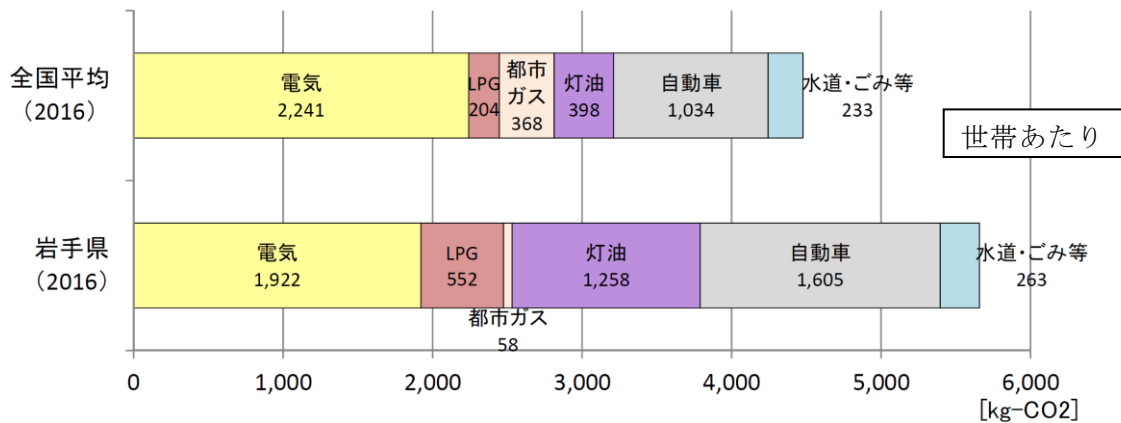 全国平均
（2016）
電気
2,241
LPG
204
都市
ガス
368
灯油
398
自動車
1,034
水道・ごみ等
233
世帯あたり
岩手県
（2016）
電気
1,922
LPG
552
都市ガス
58
灯油
1,258
自動車
1,605
水道・ごみ等
263
0
1,000
2,000
3,000
4,000
5,000
6,000
[kg-CO2]